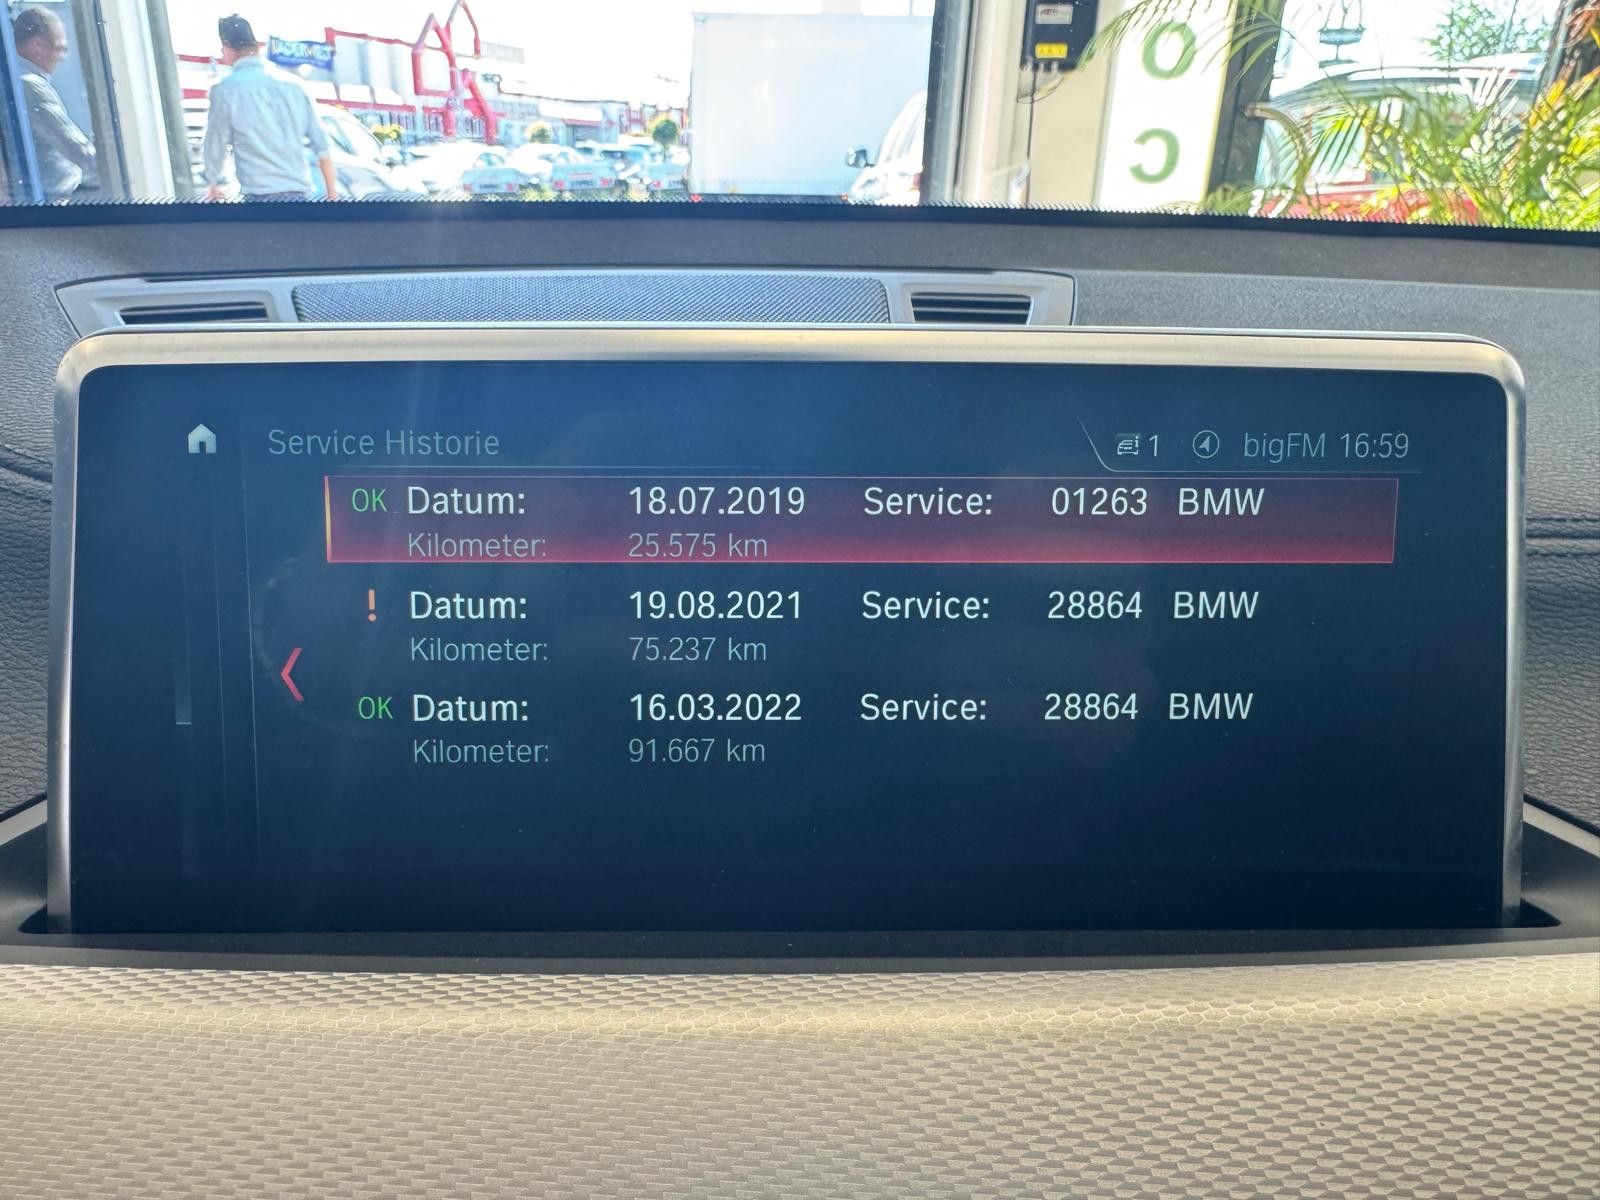 O
C
Service Historie
1 bigFM 16:59
OK Datum: 18.07.2019 Service: 01263 BMW
Kilometer: 25.575 km
! Datum: 19.08.2021 Service: 28864 BMW
Kilometer: 75.237 km
OK Datum: 16.03.2022 Service: 28864 BMW
Kilometer: 91.667 km